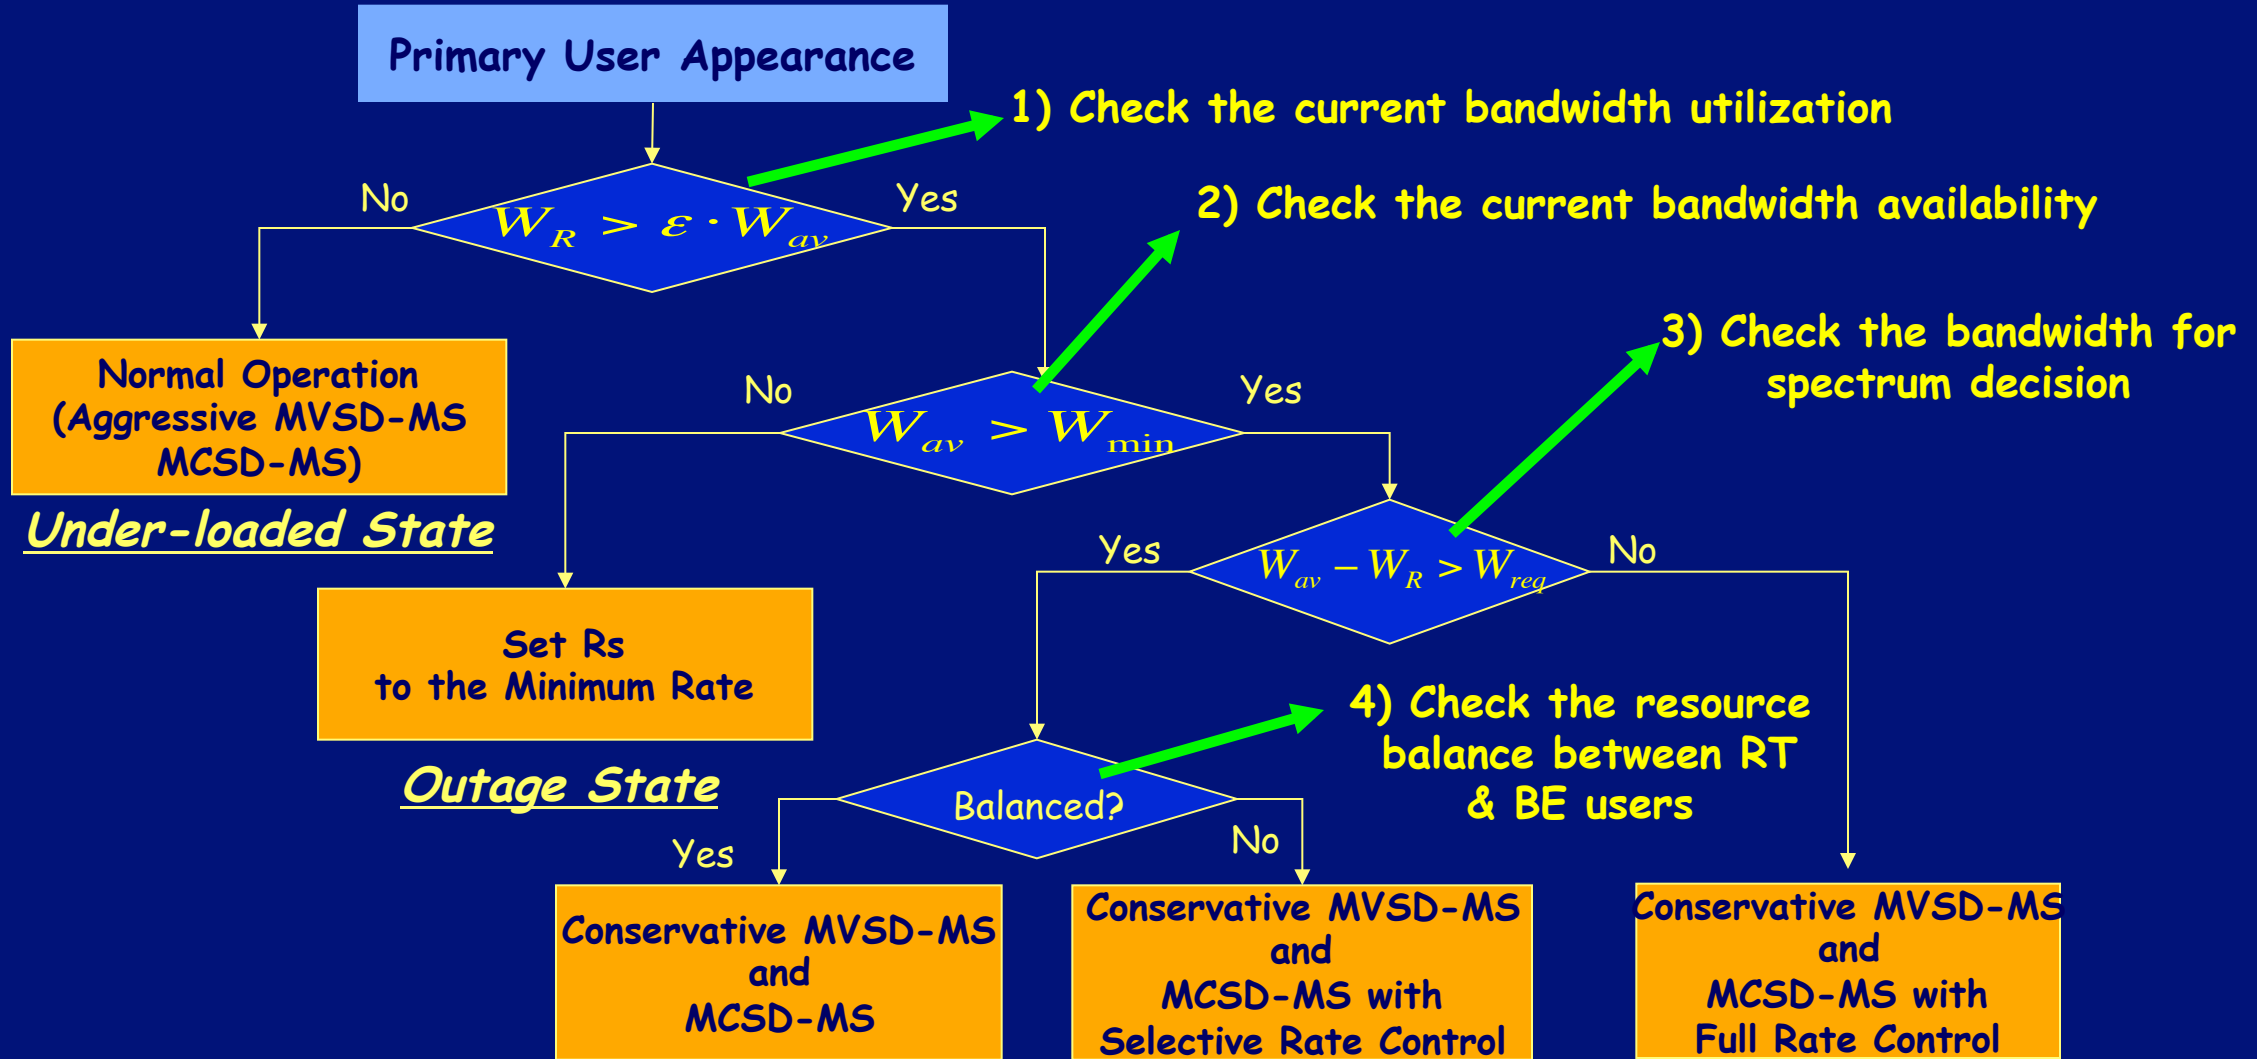 Primary User Appearance
1) Check the current bandwidth utilization
No
Yes
W_R > ε · W_av
2) Check the current bandwidth availability
3) Check the bandwidth for
spectrum decision
Normal Operation
(Aggressive MVSD-MS
MCSD-MS)
Under-loaded State
No
Yes
W_av > W_min
Yes
No
W_av − W_R > W_req
Set Rs
to the Minimum Rate
Outage State
4) Check the resource
balance between RT
& BE users
Balanced?
Yes
No
Conservative MVSD-MS
and
MCSD-MS
Conservative MVSD-MS
and
MCSD-MS with
Selective Rate Control
Conservative MVSD-MS
and
MCSD-MS with
Full Rate Control